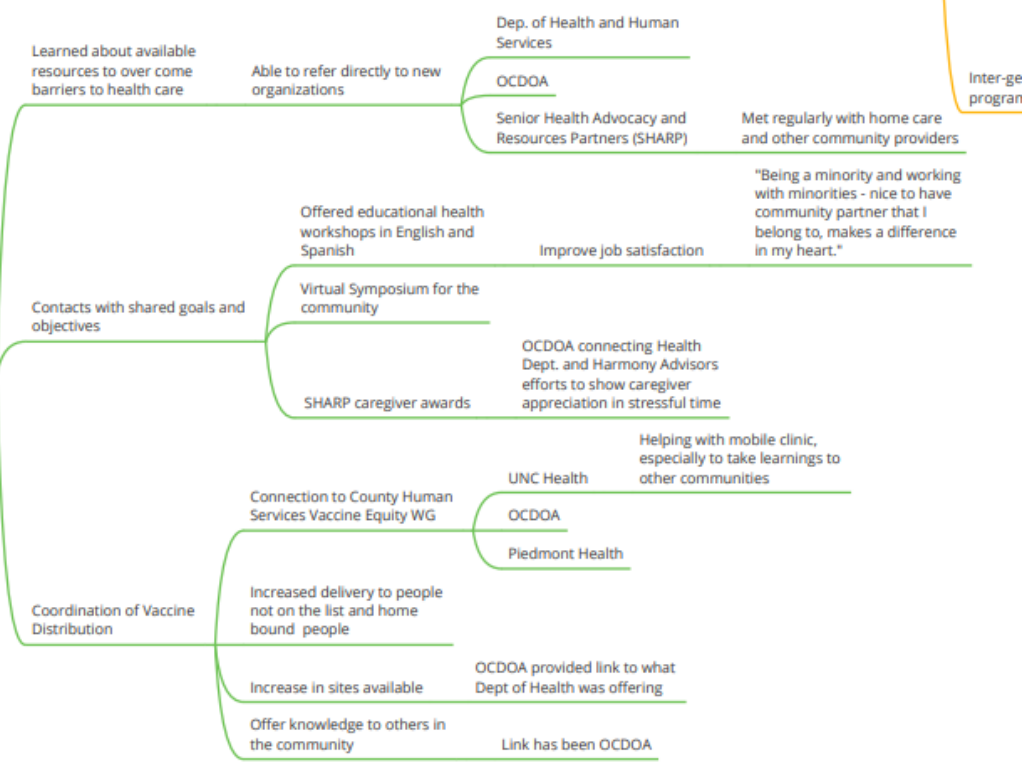 Dep. of Health and Human
Services
Learned about available
resources to over come
barriers to health care
Able to refer directly to new
organizations
OCDOA
Senior Health Advocacy and
Resources Partners (SHARP)
Met regularly with home care
and other community providers
Inter-ge
program
"Being a minority and working
with minorities - nice to have
community partner that I
belong to, makes a difference
in my heart."
Offered educational health
workshops in English and
Spanish
Improve job satisfaction
Contacts with shared goals and
objectives
Virtual Symposium for the
community
SHARP caregiver awards
OCDOA connecting Health
Dept. and Harmony Advisors
efforts to show caregiver
appreciation in stressful time
Helping with mobile clinic,
especially to take learnings to
other communities
UNC Health
Connection to County Human
Services Vaccine Equity WG
OCDOA
Piedmont Health
Coordination of Vaccine
Distribution
Increased delivery to people
not on the list and home
bound people
Increase in sites available
OCDOA provided link to what
Dept of Health was offering
Offer knowledge to others in
the community
Link has been OCDOA